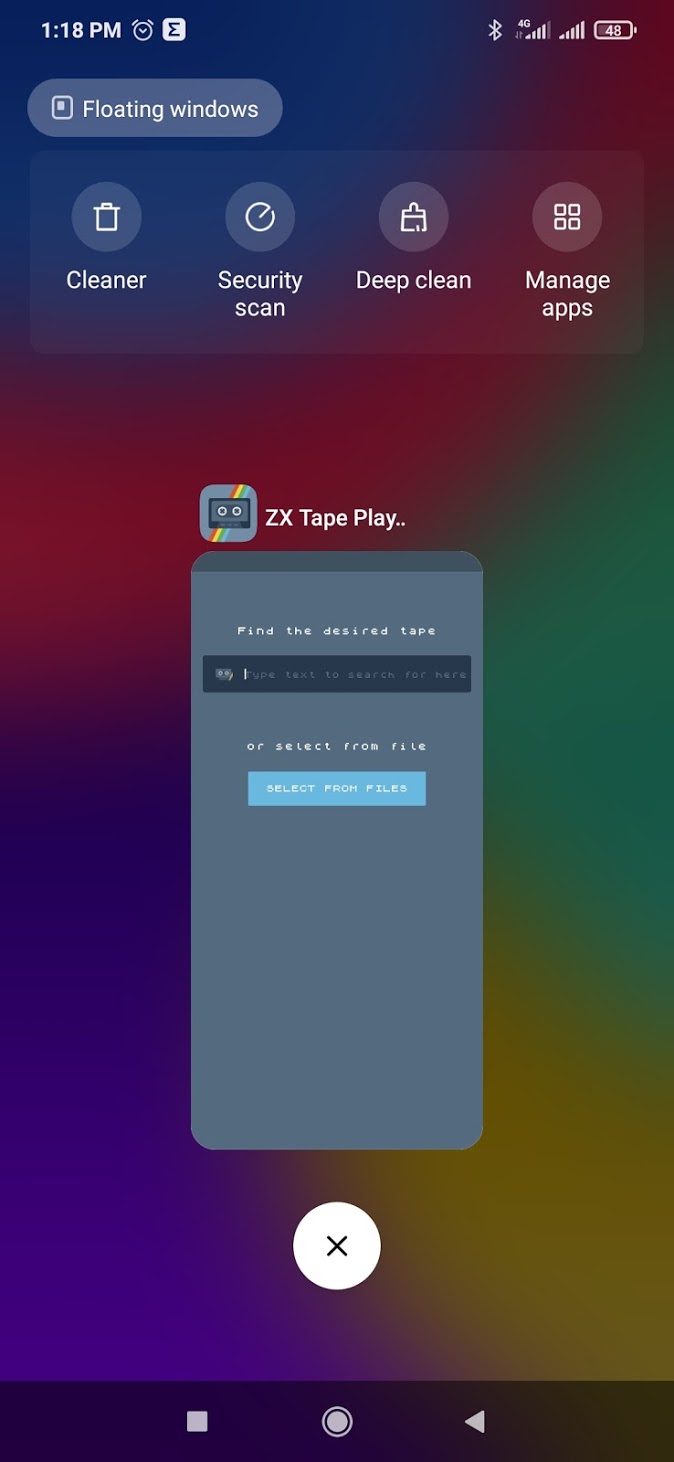 1:18 PM
4G
48
Floating windows
Cleaner
Security
scan
Deep clean
Manage
apps
ZX Tape Play..
Find the desired tape
Type text to search for here
or select from file
SELECT FROM FILES